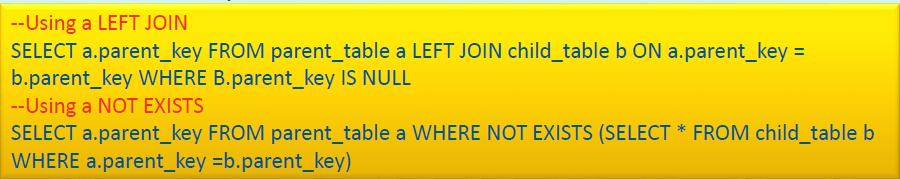 --Using a LEFT JOIN
SELECT a.parent_key FROM parent_table a LEFT JOIN child_table b ON a.parent_key =
b.parent_key WHERE B.parent_key IS NULL
--Using a NOT EXISTS
SELECT a.parent_key FROM parent_table a WHERE NOT EXISTS (SELECT * FROM child_table b
WHERE a.parent_key =b.parent_key)